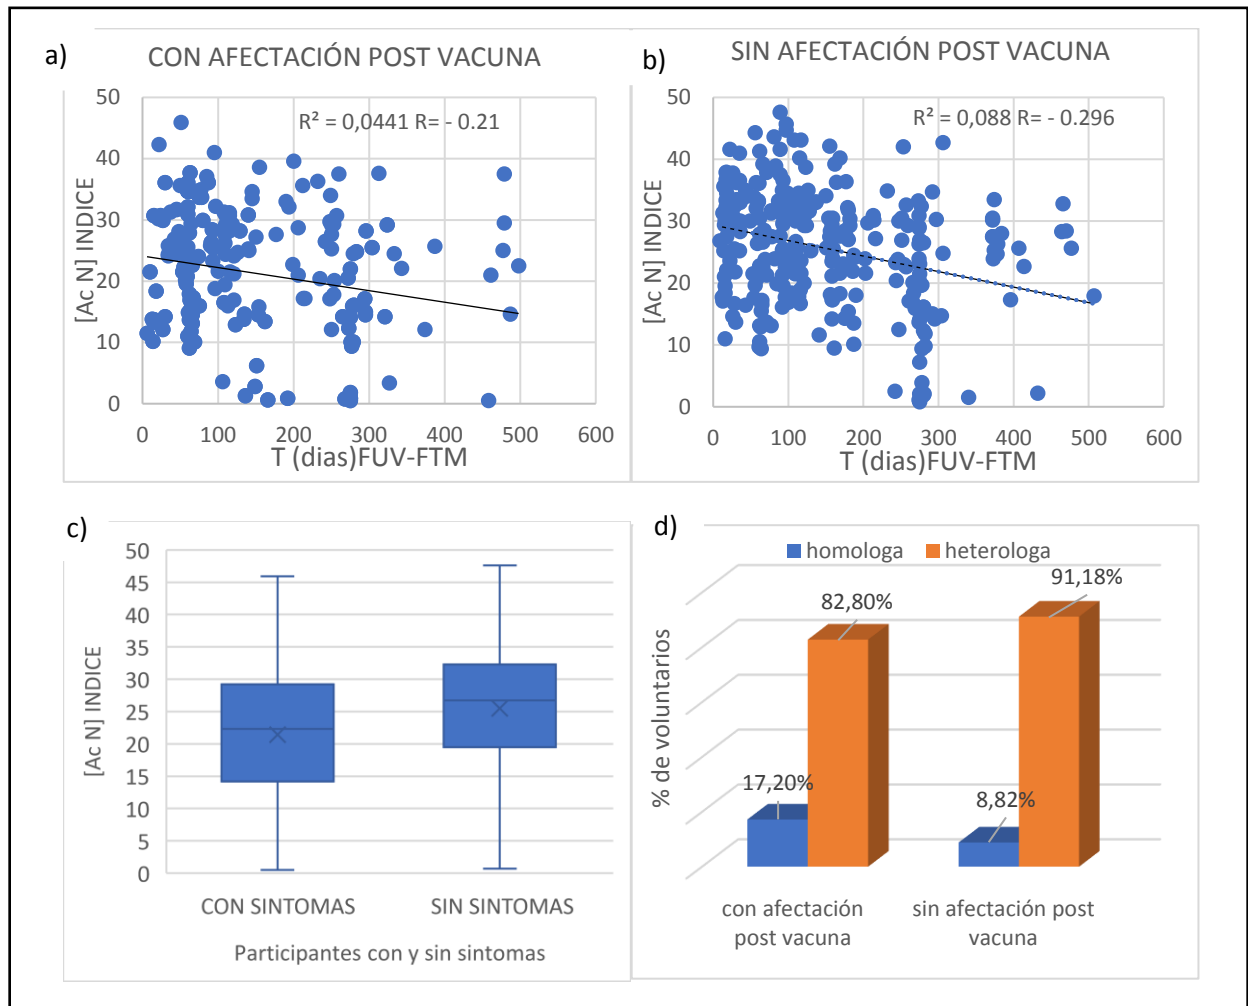 a)
CON AFECTACIÓN POST VACUNA
R² = 0,0441 R= - 0.21
[Ac N] INDICE
50
40
30
20
10
0
0 100 200 300 400 500 600
T (dias)FUV-FTM
b)
SIN AFECTACIÓN POST VACUNA
R² = 0,088 R= - 0.296
[Ac N] INDICE
50
40
30
20
10
0
0 100 200 300 400 500 600
T (dias)FUV-FTM
c)
[Ac N] INDICE
50
45
40
35
30
25
20
15
10
5
0
CON SINTOMAS SIN SINTOMAS
Participantes con y sin sintomas
d)
homologa heterologa
% de voluntarios
17,20%
82,80%
8,82%
91,18%
con afectación
post vacuna
sin afectación post
vacuna